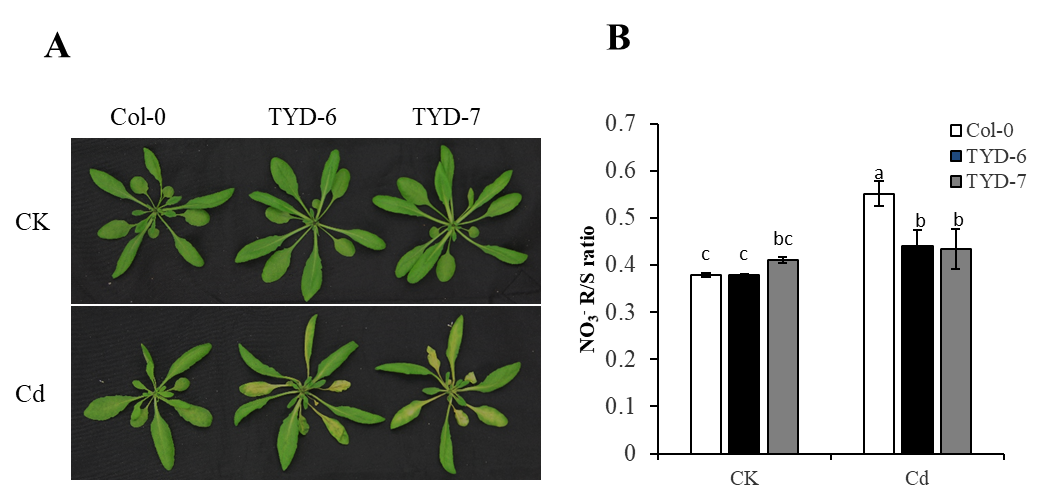 A
Col-0 TYD-6 TYD-7
CK
Cd
B
NO₃⁻ R/S ratio
0.7
0.6
0.5
0.4
0.3
0.2
0.1
0
c c bc
a b b
CK Cd
Col-0
TYD-6
TYD-7